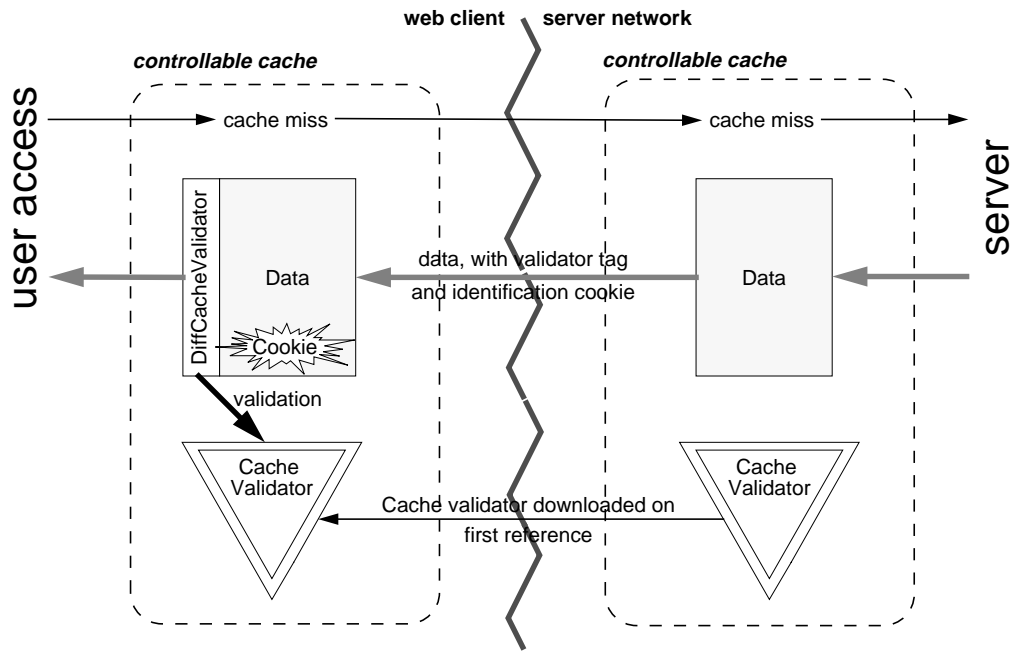 web client
server network
controllable cache
controllable cache
user access
cache miss
cache miss
server
DiffCacheValidator
Data
data, with validator tag
and identification cookie
Data
Cookie
validation
Cache
Validator
Cache
Validator
Cache validator downloaded on
first reference